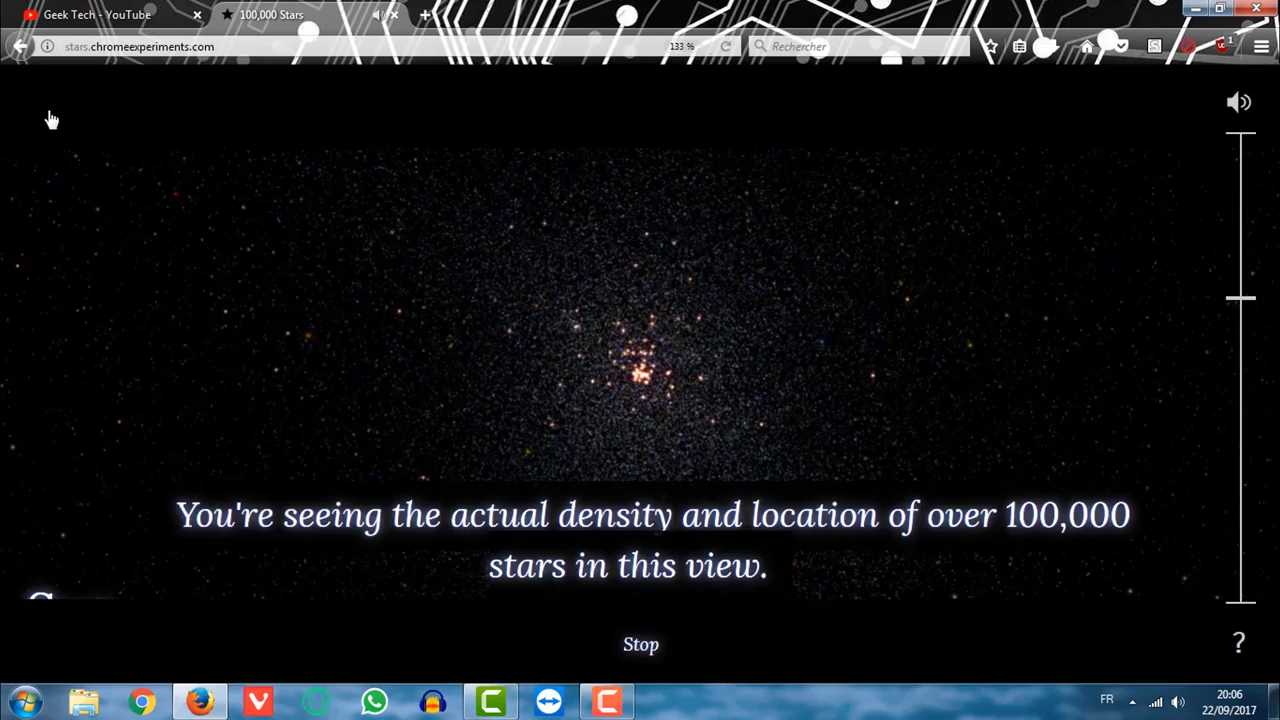 Geek Tech - YouTube
100,000 Stars
stars.chromeexperiments.com
133 %
Rechercher
1
You're seeing the actual density and location of over 100,000
stars in this view.
Stop
?
FR
20:06
22/09/2017